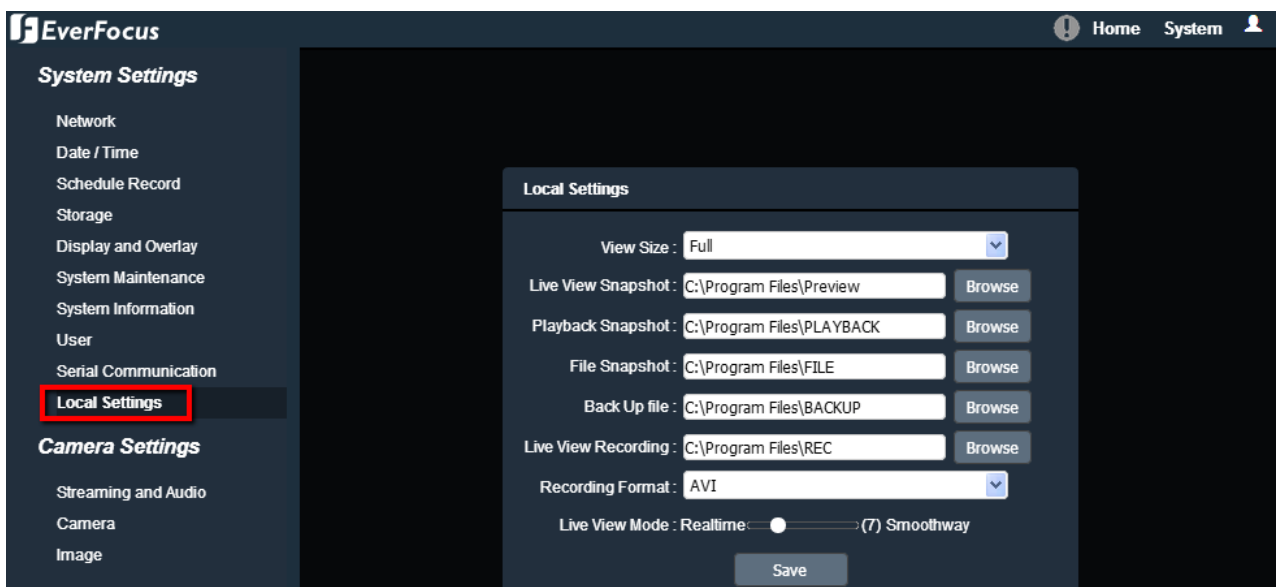 EverFocus
Home System
System Settings
Network
Date / Time
Schedule Record
Storage
Display and Overlay
System Maintenance
System Information
User
Serial Communication
Local Settings
Camera Settings
Streaming and Audio
Camera
Image
Local Settings
View Size : Full
Live View Snapshot : C:\Program Files\Preview Browse
Playback Snapshot : C:\Program Files\PLAYBACK Browse
File Snapshot : C:\Program Files\FILE Browse
Back Up file : C:\Program Files\BACKUP Browse
Live View Recording : C:\Program Files\REC Browse
Recording Format : AVI
Live View Mode : Realtime (7) Smoothway
Save